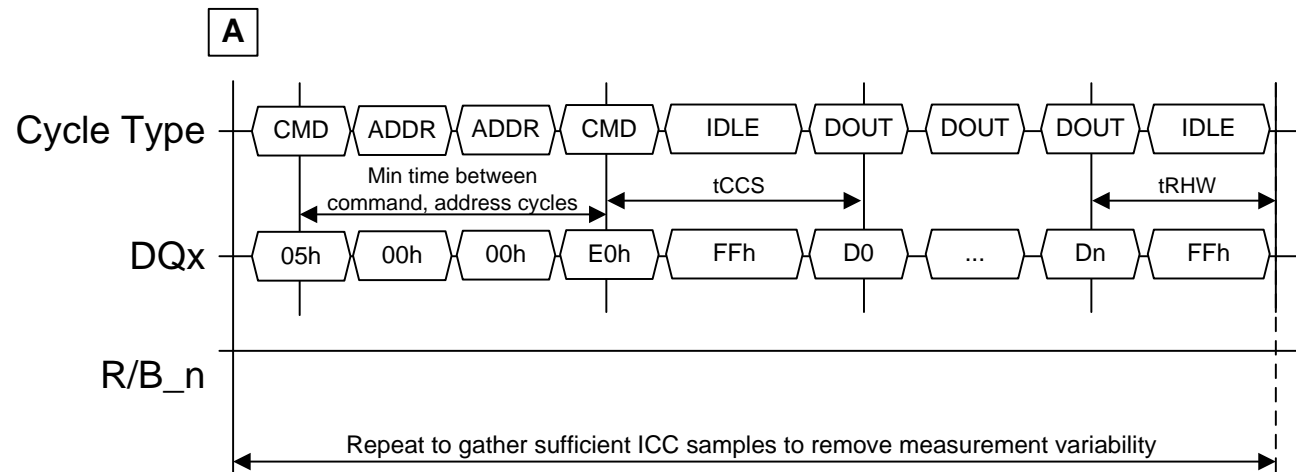 A
Cycle Type CMD ADDR ADDR CMD IDLE DOUT DOUT DOUT IDLE
Min time between
command, address cycles
tCCS
tRHW
DQx 05h 00h 00h E0h FFh D0 ... Dn FFh
R/B_n
Repeat to gather sufficient ICC samples to remove measurement variability